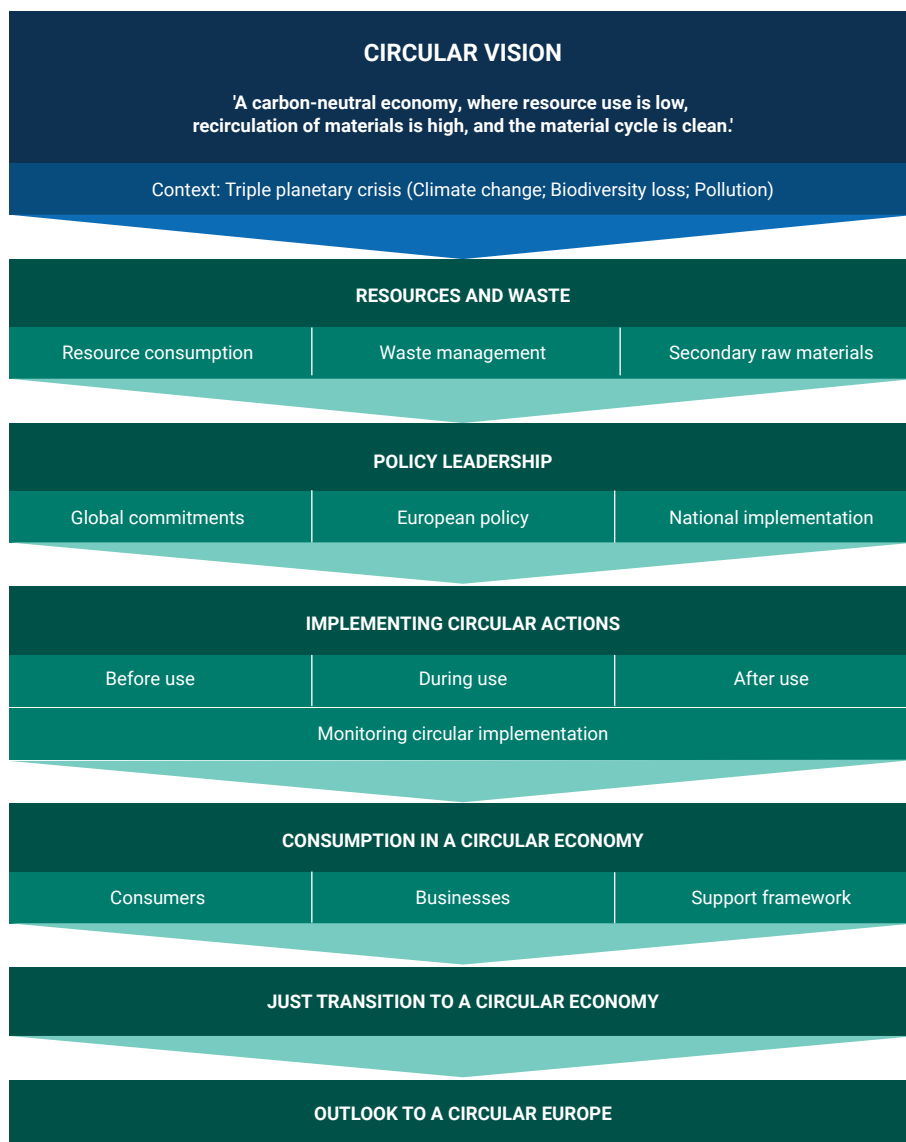 CIRCULAR VISION
'A carbon-neutral economy, where resource use is low,
recirculation of materials is high, and the material cycle is clean.'
Context: Triple planetary crisis (Climate change; Biodiversity loss; Pollution)
RESOURCES AND WASTE
Resource consumption
Waste management
Secondary raw materials
POLICY LEADERSHIP
Global commitments
European policy
National implementation
IMPLEMENTING CIRCULAR ACTIONS
Before use
During use
After use
Monitoring circular implementation
CONSUMPTION IN A CIRCULAR ECONOMY
Consumers
Businesses
Support framework
JUST TRANSITION TO A CIRCULAR ECONOMY
OUTLOOK TO A CIRCULAR EUROPE